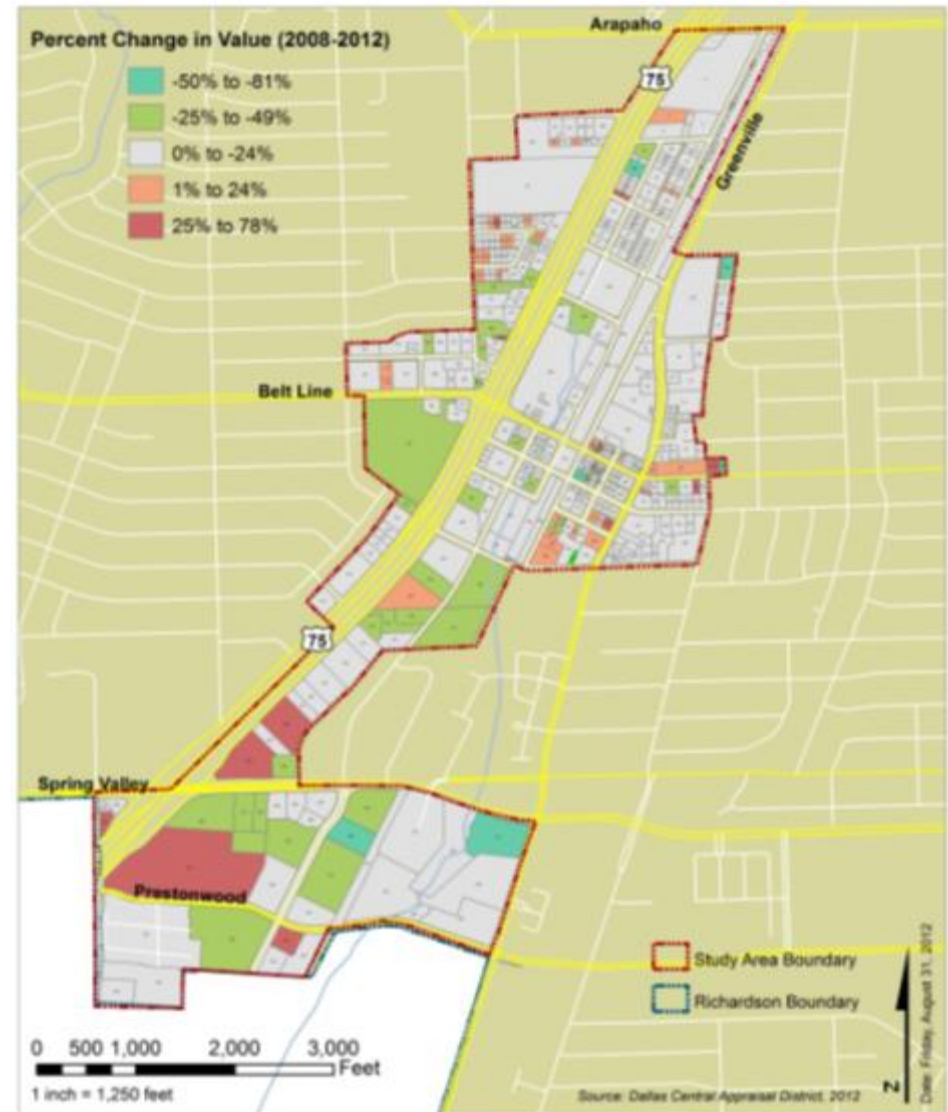 Percent Change in Value (2008-2012)
-50% to -81%
-25% to -49%
0% to -24%
1% to 24%
25% to 78%
Arapaho
75
Greenville
Belt Line
75
Spring Valley
Prestonwood
Study Area Boundary
Richardson Boundary
0 500 1,000 2,000 3,000
Feet
1 inch = 1,250 feet
Source: Dallas Central Appraisal District, 2012
N
Date: Friday, August 31, 2012